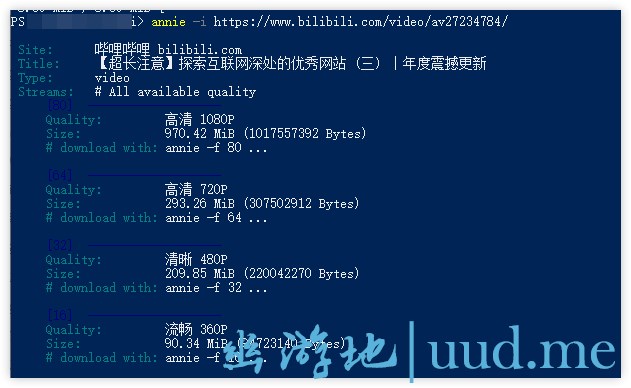 PS i> annie -i https://www.bilibili.com/video/av27234784/
Site: 哔哩哔哩 bilibili.com
Title: 【超长注意】探索互联网深处的优秀网站（三）｜年度震撼更新
Type: video
Streams: # All available quality
[80] -------------------
Quality: 高清 1080P
Size: 970.42 MiB (1017557392 Bytes)
# download with: annie -f 80 ...
[64] -------------------
Quality: 高清 720P
Size: 293.26 MiB (307502912 Bytes)
# download with: annie -f 64 ...
[32] -------------------
Quality: 清晰 480P
Size: 209.85 MiB (220042270 Bytes)
# download with: annie -f 32 ...
[16] -------------------
Quality: 流畅 360P
Size: 90.34 MiB 723140 Bytes)
# download with: annie -f
幽游地|uud.me